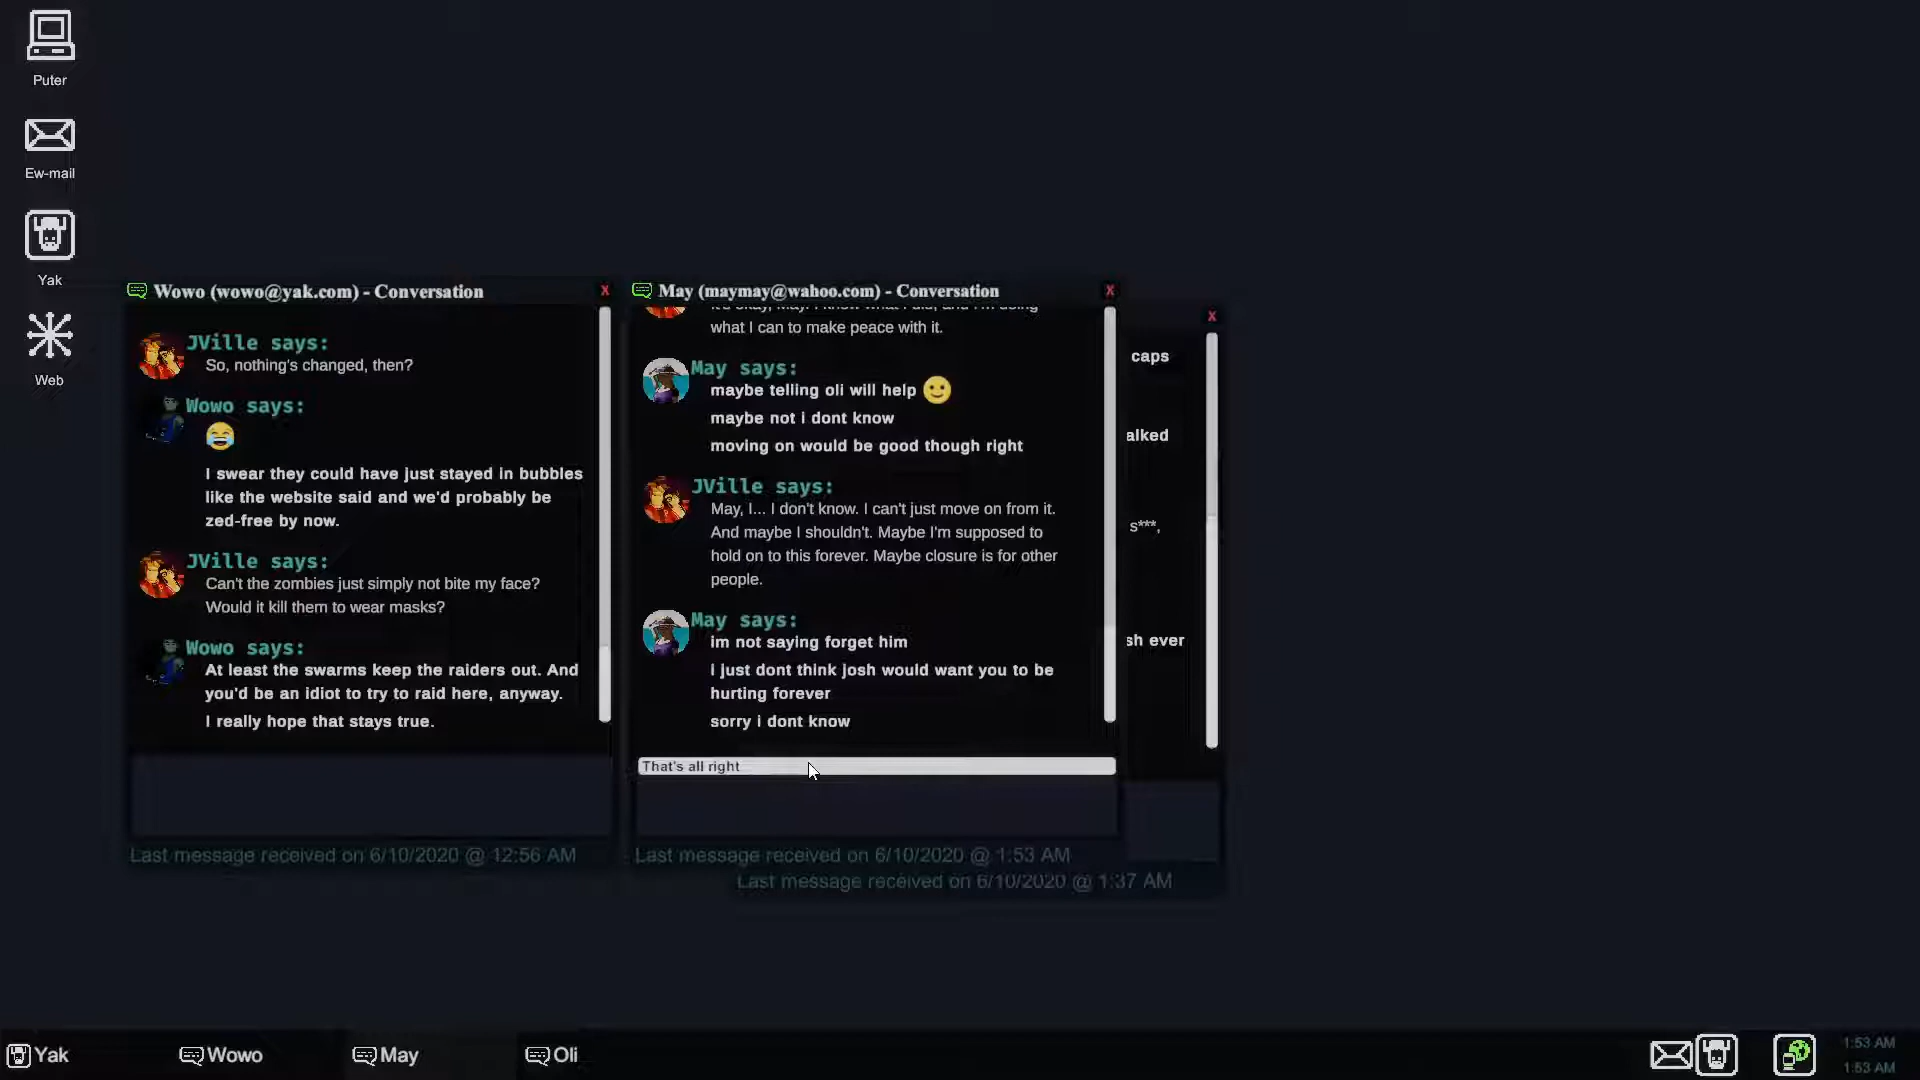 Puter
Ew-mail
Yak
Web
Wowo (wowo@yak.com) - Conversation
X
JVille says:
So, nothing's changed, then?
Wowo says:
I swear they could have just stayed in bubbles
like the website said and we'd probably be
zed-free by now.
JVille says:
Can't the zombies just simply not bite my face?
Would it kill them to wear masks?
Wowo says:
At least the swarms keep the raiders out. And
you'd be an idiot to try to raid here, anyway.
I really hope that stays true.
Last message received on 6/10/2020 @ 12:56 AM
May (maymay@wahoo.com) - Conversation
X
It's okay, May. I know what I did, and I'm doing
what I can to make peace with it.
May says:
maybe telling oli will help
maybe not i dont know
moving on would be good though right
JVille says:
May, I... I don't know. I can't just move on from it.
And maybe I shouldn't. Maybe I'm supposed to
hold on to this forever. Maybe closure is for other
people.
May says:
im not saying forget him
i just dont think josh would want you to be
hurting forever
sorry i dont know
That's all right
Last message received on 6/10/2020 @ 1:53 AM
X
caps
alked
s***,
sh ever
Last message received on 6/10/2020 @ 1:37 AM
Yak
Wowo
May
Oli
1:53 AM
1:53 AM